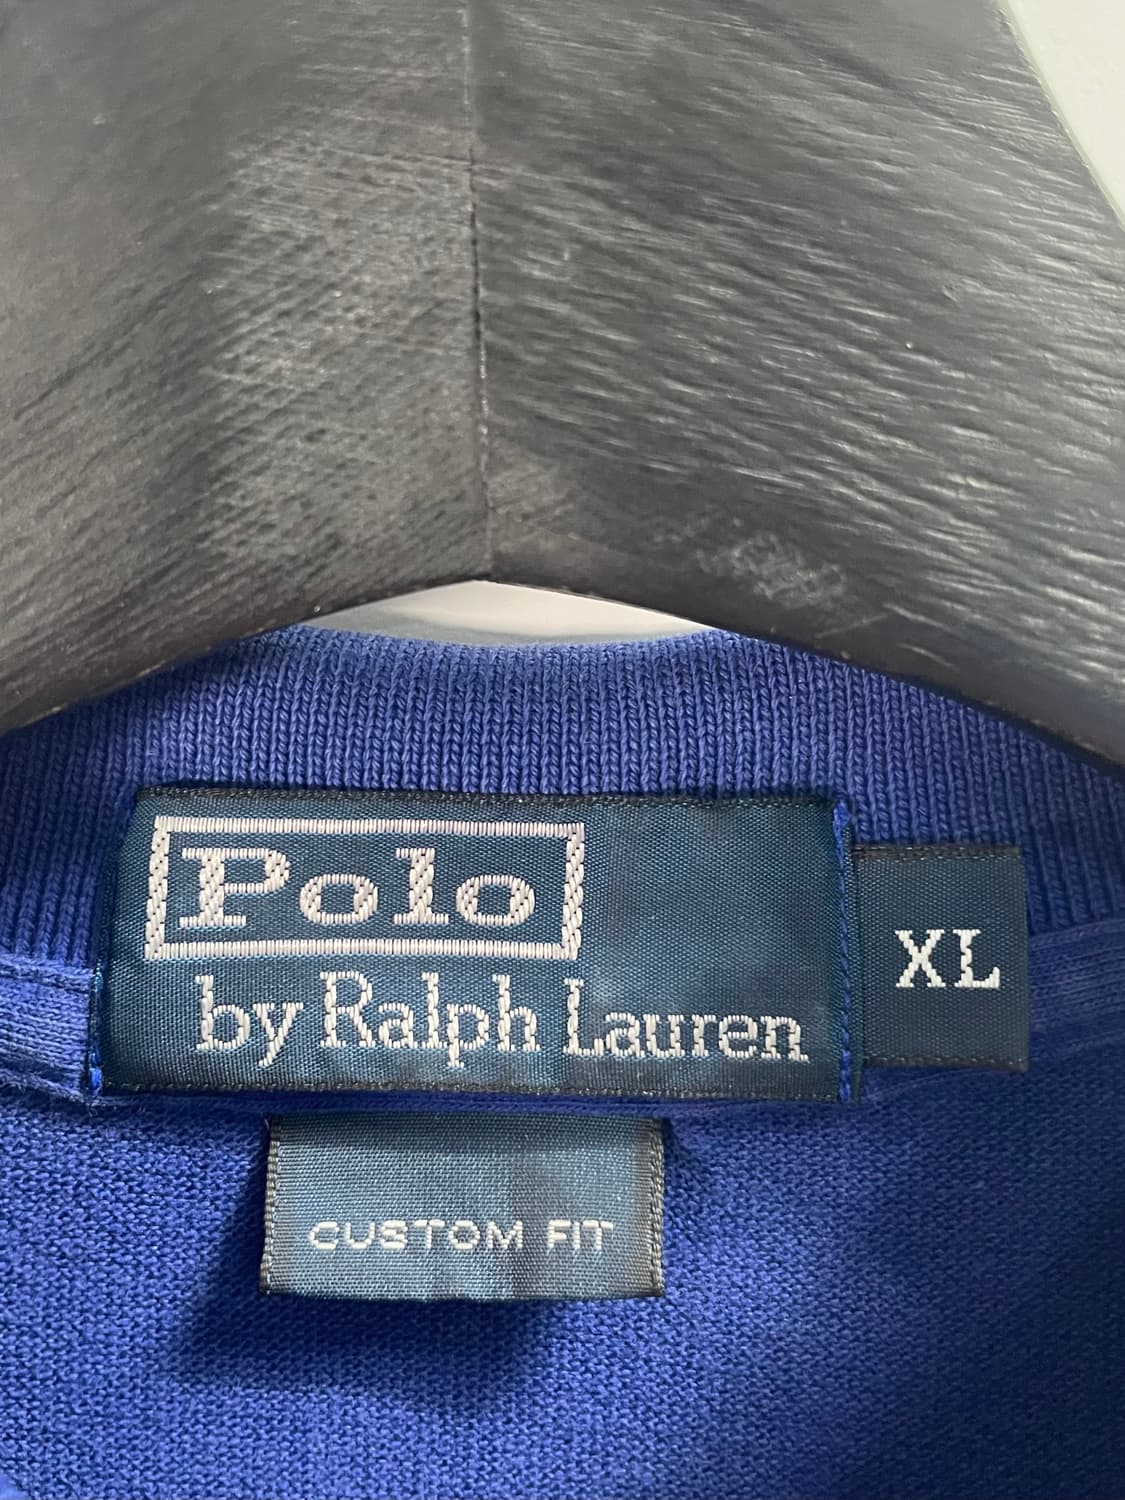 Polo
by Ralph Lauren
XL
CUSTOM FIT